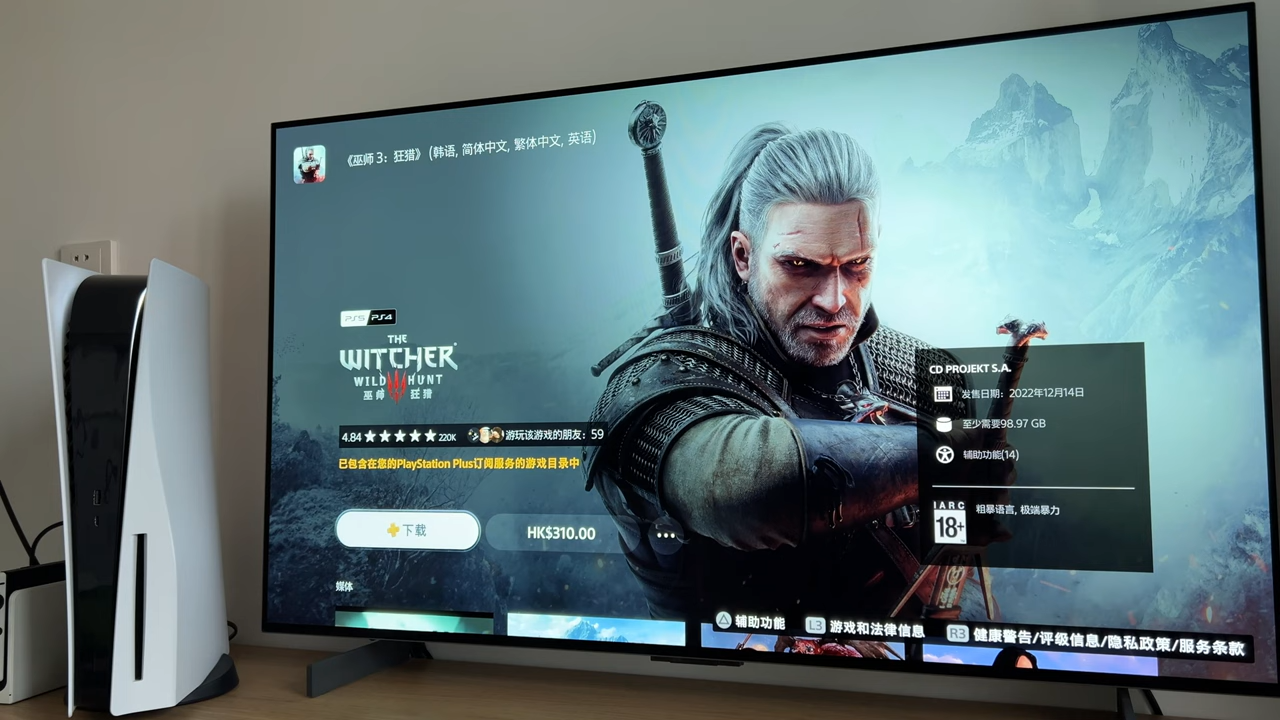 《巫师 3：狂猎》 (韩语, 简体中文, 繁体中文, 英语)
PS5 PS4
THE
WITCHER
WILD HUNT
巫师 狂猎
4.84 220K 游玩该游戏的朋友：59
已包含在您的PlayStation Plus订阅服务的游戏目录中
下载 HK$310.00 •••
媒体
CD PROJEKT S.A.
发售日期：2022年12月14日
至少需要98.97 GB
辅助功能(14)
IARC
18+
粗暴语言, 极端暴力
辅助功能 L3 游戏和法律信息 R3 健康警告/评级信息/隐私政策/服务条款